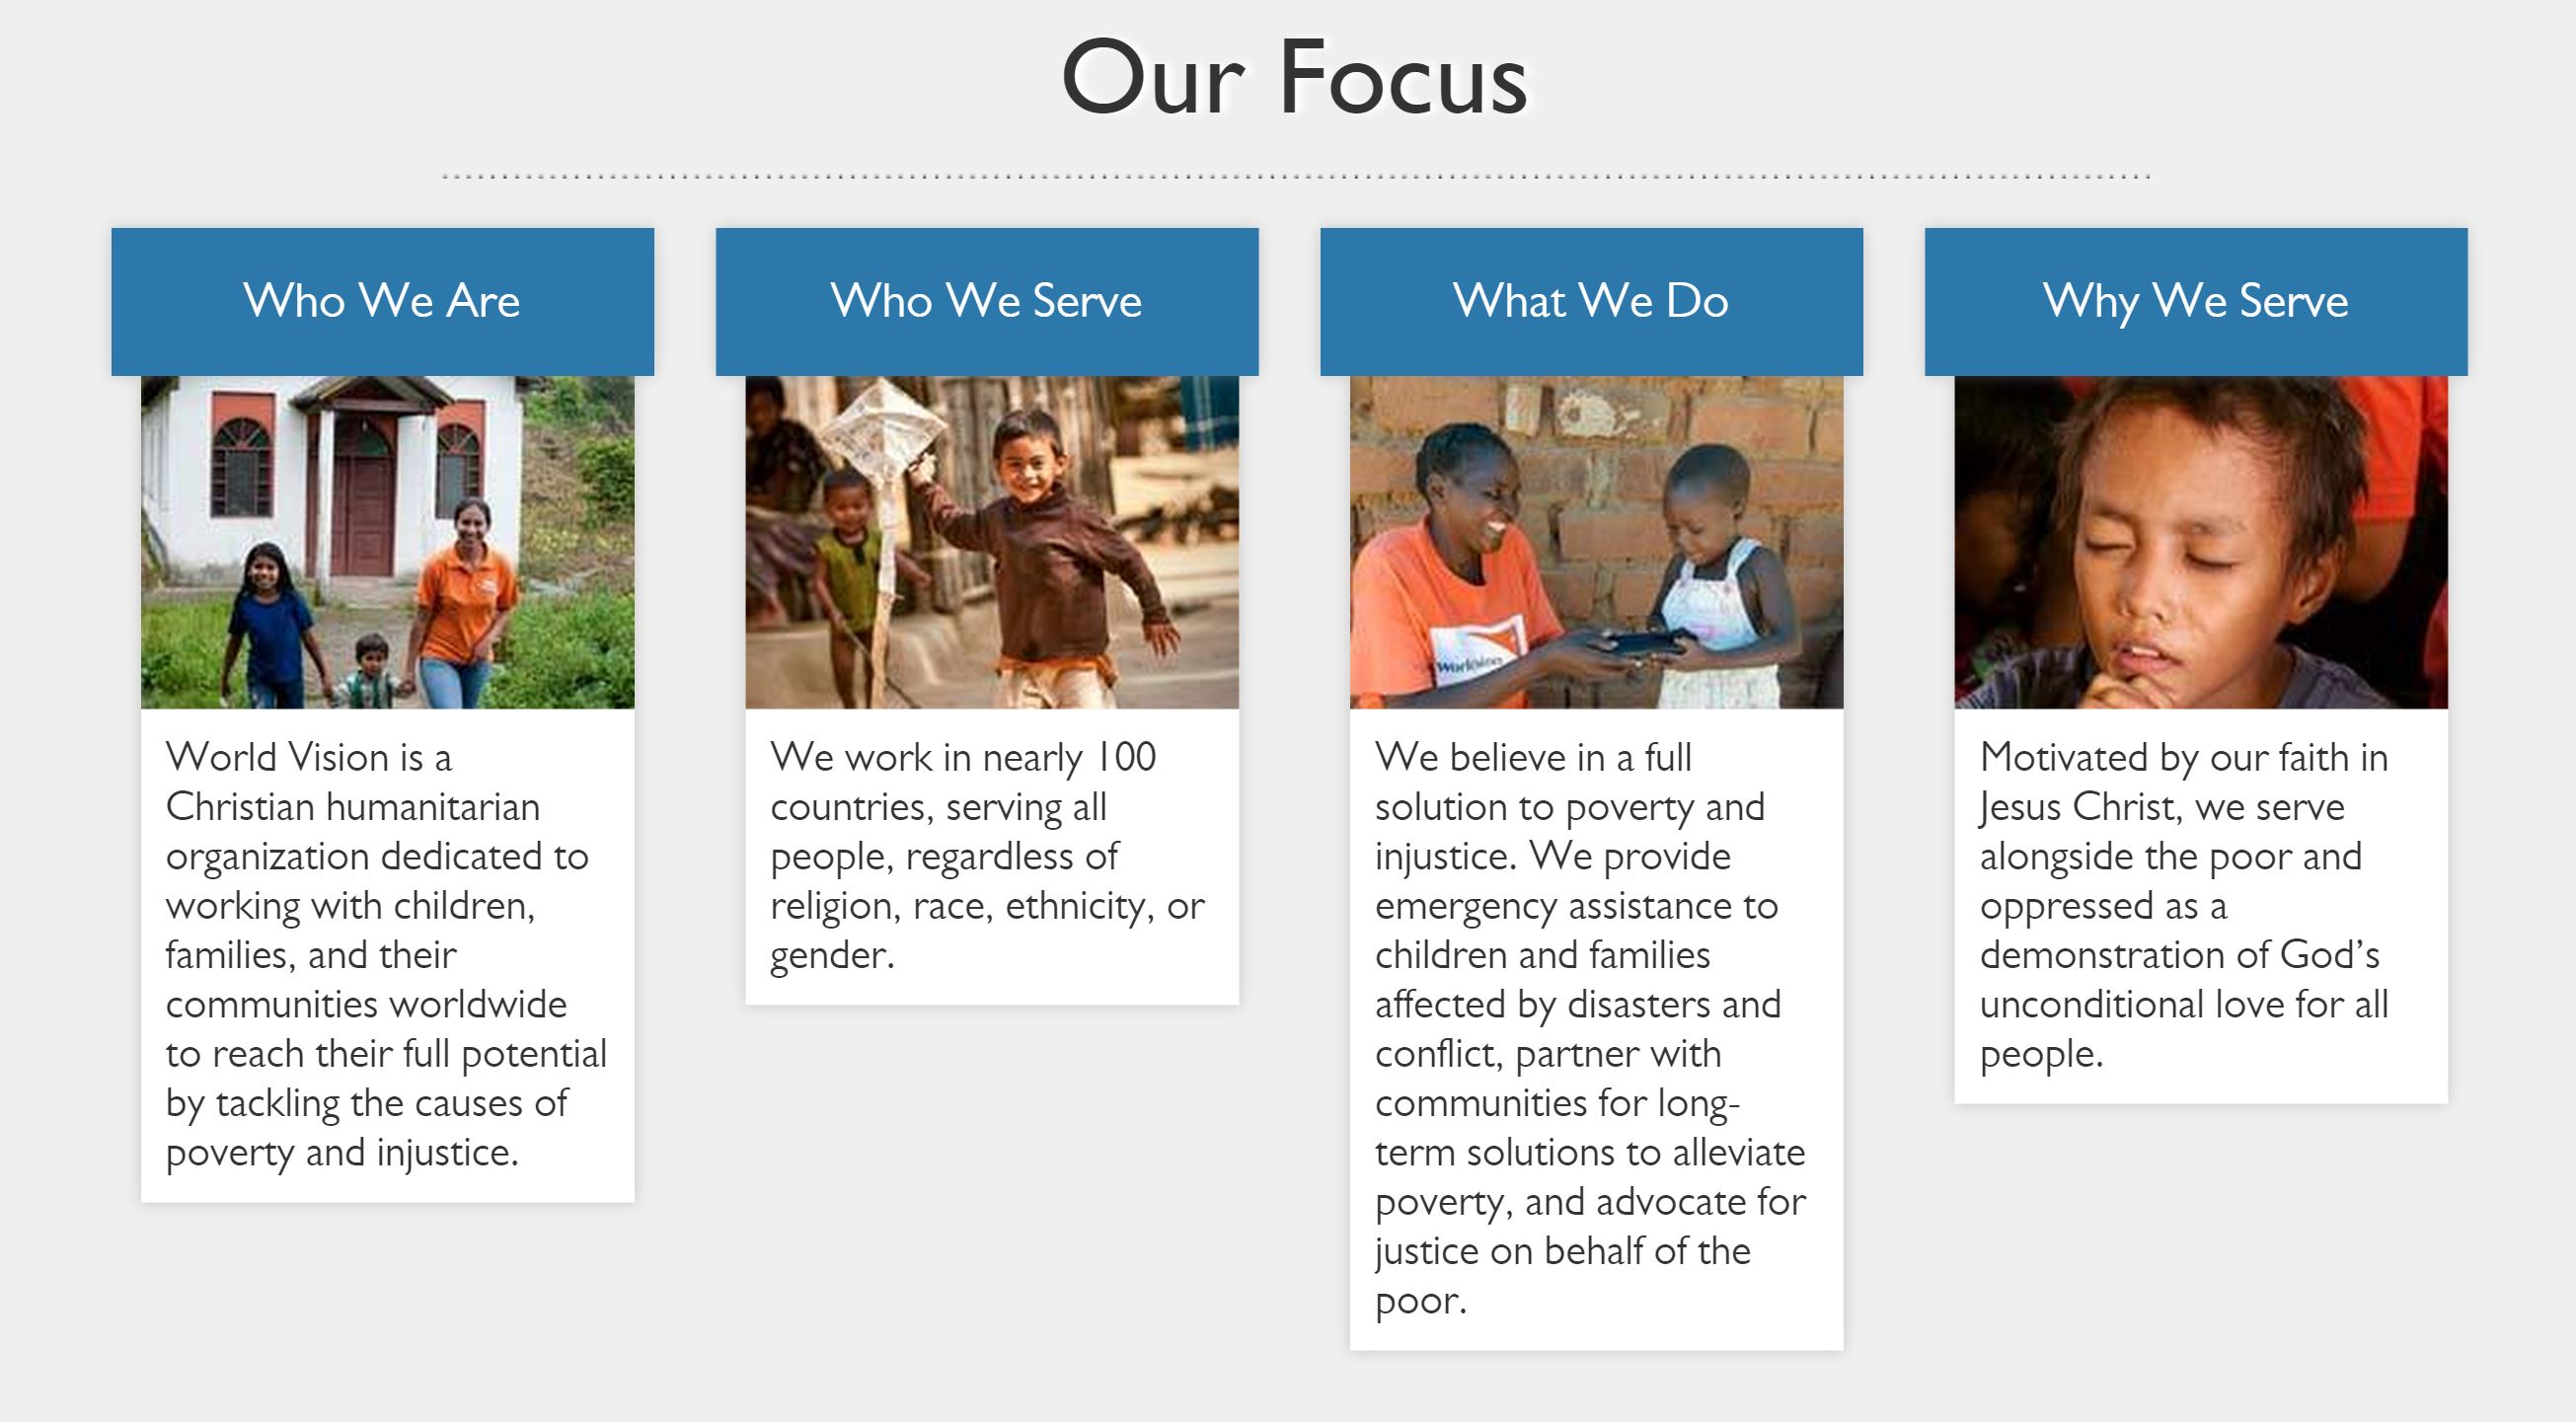 Our Focus
Who We Are
World Vision is a
Christian humanitarian
organization dedicated to
working with children,
families, and their
communities worldwide
to reach their full potential
by tackling the causes of
poverty and injustice.
Who We Serve
We work in nearly 100
countries, serving all
people, regardless of
religion, race, ethnicity, or
gender.
What We Do
We believe in a full
solution to poverty and
injustice. We provide
emergency assistance to
children and families
affected by disasters and
conflict, partner with
communities for long-
term solutions to alleviate
poverty, and advocate for
justice on behalf of the
poor.
Why We Serve
Motivated by our faith in
Jesus Christ, we serve
alongside the poor and
oppressed as a
demonstration of God’s
unconditional love for all
people.